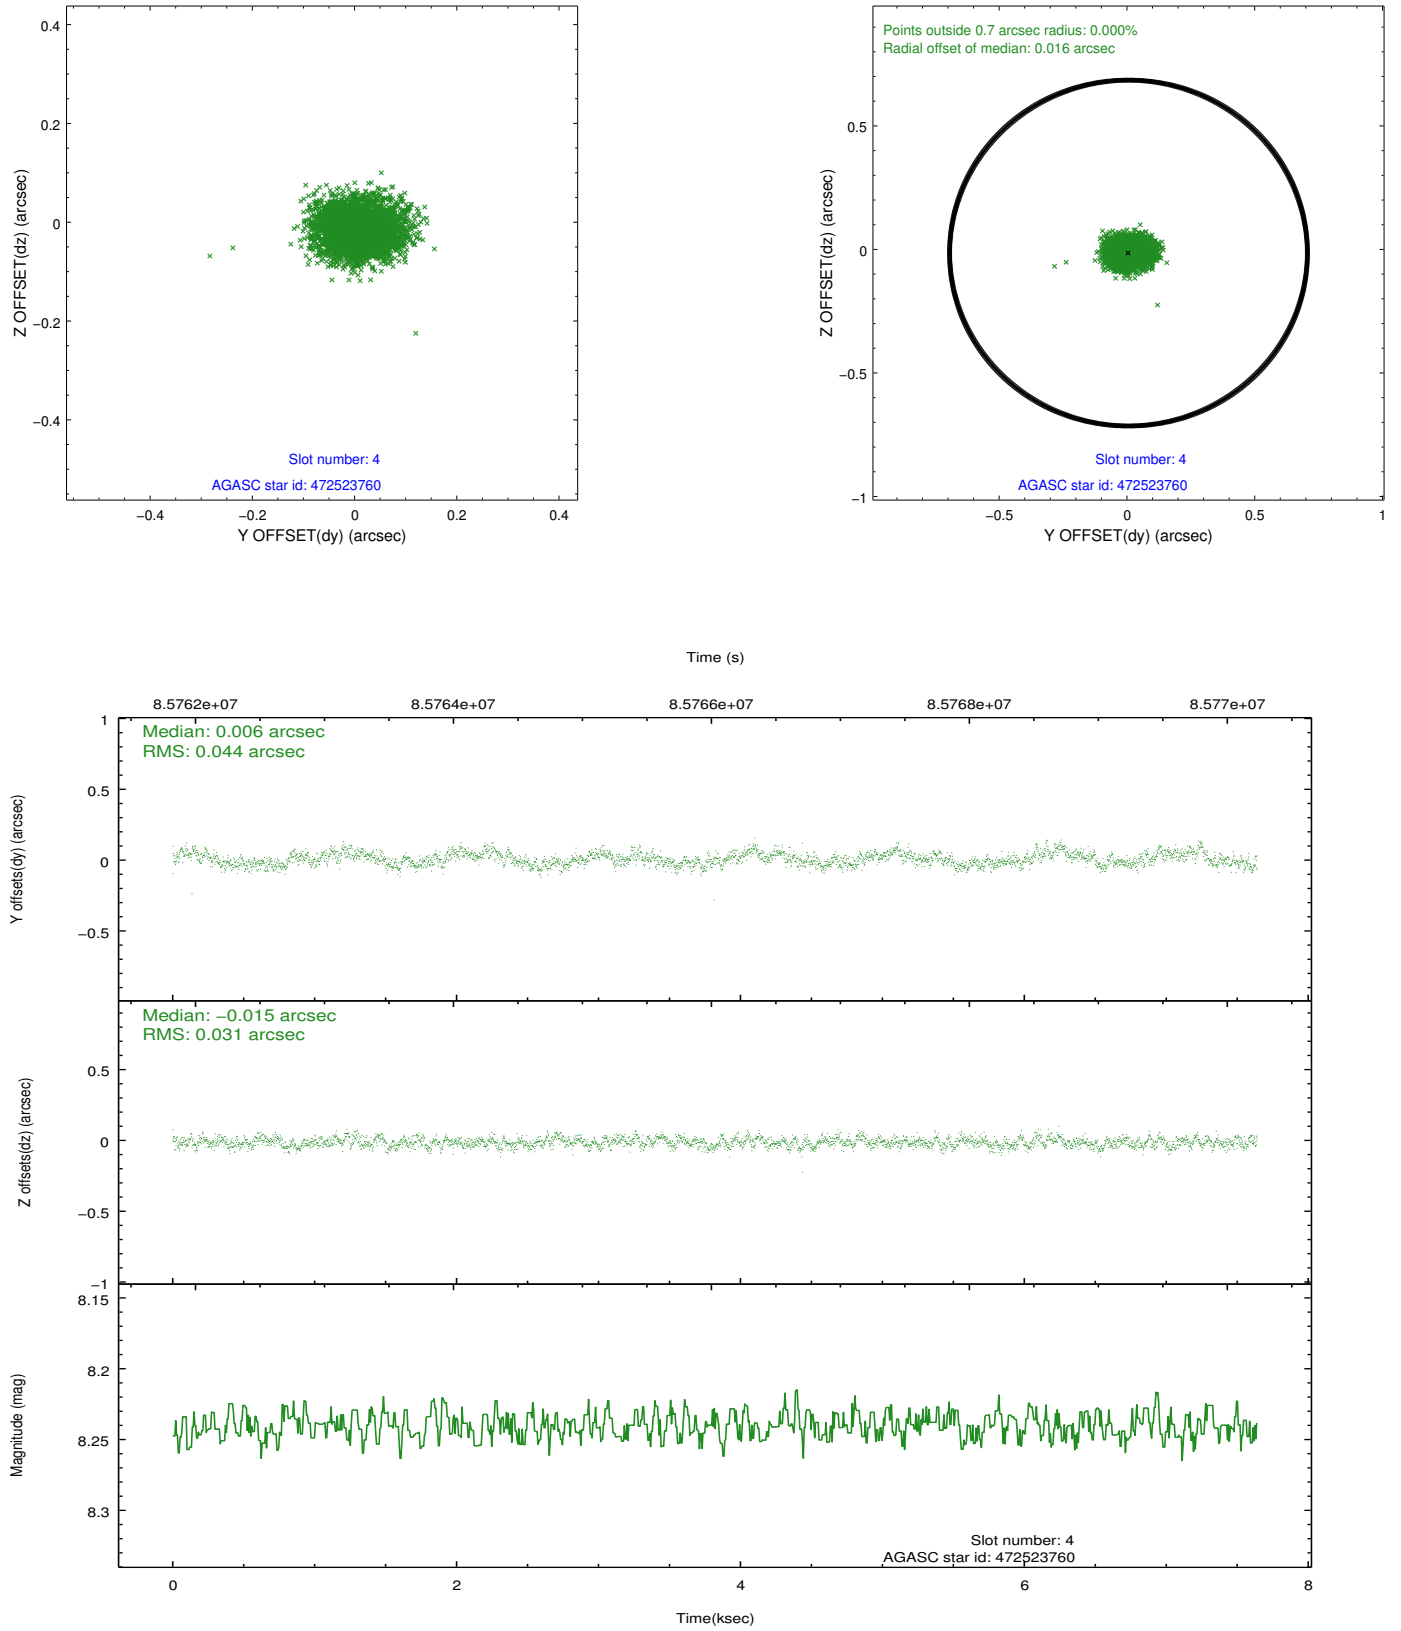 0.4
0.2
0
−0.2
−0.4
Z OFFSET(dz) (arcsec)
Slot number: 4
AGASC star id: 472523760
−0.4
−0.2
0
0.2
0.4
Y OFFSET(dy) (arcsec)
Points outside 0.7 arcsec radius: 0.000%
Radial offset of median: 0.016 arcsec
0.5
0
−0.5
−1
Z OFFSET(dz) (arcsec)
Slot number: 4
AGASC star id: 472523760
−0.5
0
0.5
1
Y OFFSET(dy) (arcsec)
Time (s)
8.5762e+07
8.5764e+07
8.5766e+07
8.5768e+07
8.577e+07
Median: 0.006 arcsec
RMS: 0.044 arcsec
1
0.5
0
−0.5
Y offsets(dy) (arcsec)
Median: −0.015 arcsec
RMS: 0.031 arcsec
0.5
0
−0.5
−1
Z offsets(dz) (arcsec)
8.15
8.2
8.25
8.3
Magnitude (mag)
Slot number: 4
AGASC star id: 472523760
0
2
4
6
8
Time(ksec)